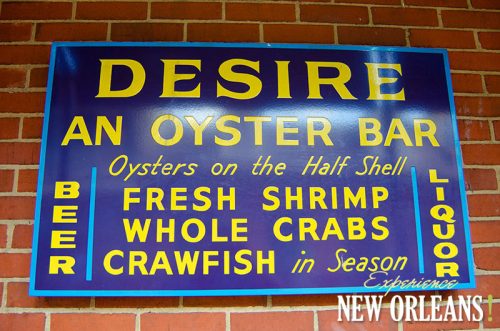 DESIRE
AN OYSTER BAR
Oysters on the Half Shell
BEER
FRESH SHRIMP
WHOLE CRABS
CRAWFISH in Season
LIQUOR
Experience
NEW ORLEANS!